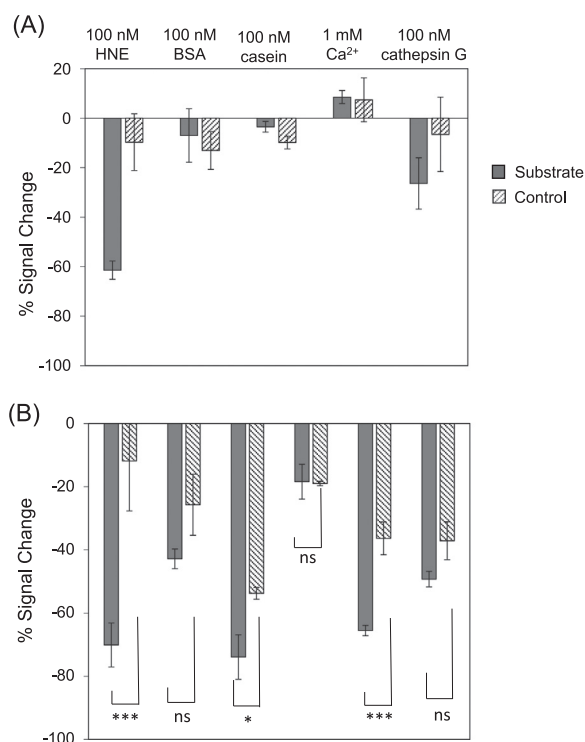 (A)
100 nM 100 nM 100 nM 1 mM 100 nM
HNE BSA casein Ca²⁺ cathepsin G
20
0
-20
-40
-60
-80
-100
% Signal Change
Substrate
Control
(B)
0
-20
-40
-60
-80
-100
% Signal Change
ns
*** ns * *** ns